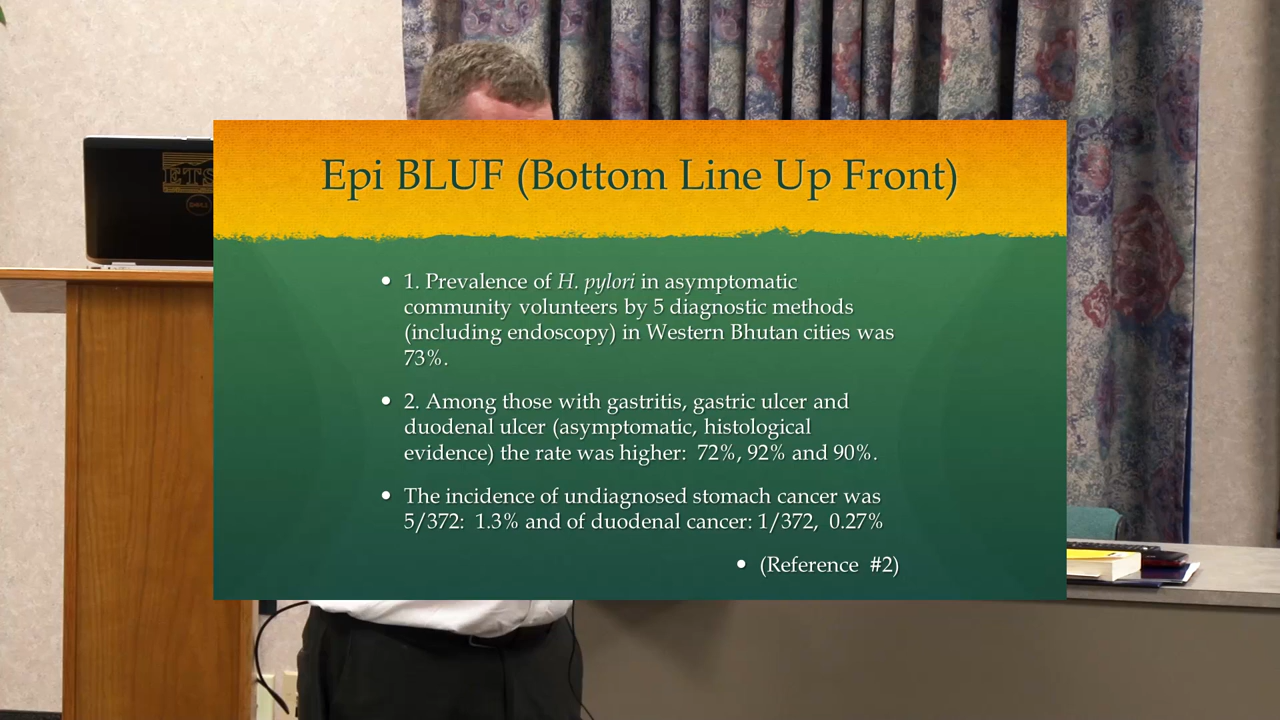 Epi BLUF (Bottom Line Up Front)
• 1. Prevalence of H. pylori in asymptomatic
community volunteers by 5 diagnostic methods
(including endoscopy) in Western Bhutan cities was
73%.
• 2. Among those with gastritis, gastric ulcer and
duodenal ulcer (asymptomatic, histological
evidence) the rate was higher:  72%, 92% and 90%.
• The incidence of undiagnosed stomach cancer was
5/372:  1.3% and of duodenal cancer: 1/372,  0.27%
• (Reference  #2)
ETS
DELL